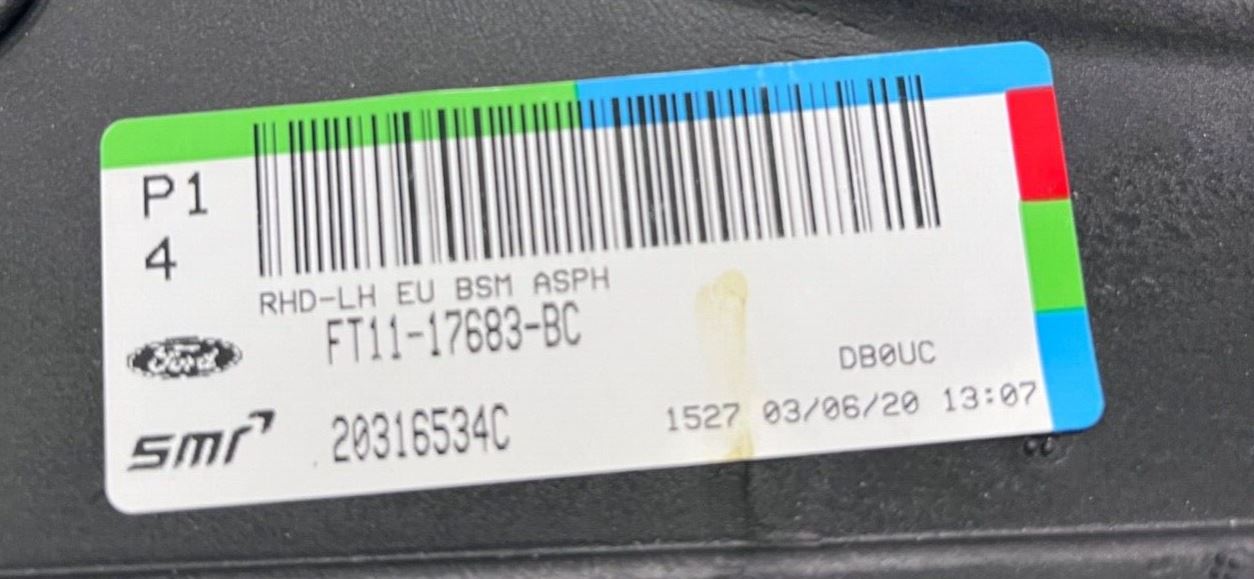 P1
4
RHD-LH EU BSM ASPH
FT11-17683-BC
Ford
DB0UC
smr
20316534C
1527 03/06/20 13:07